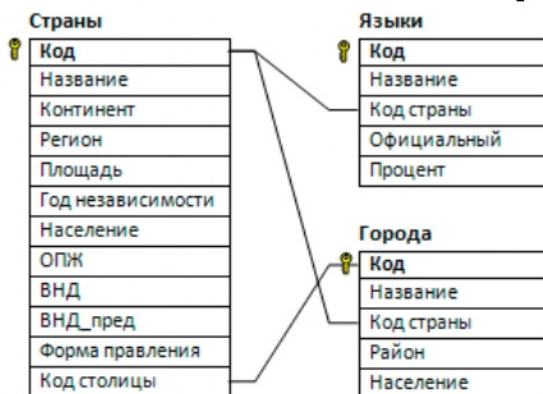 Страны
Код
Название
Континент
Регион
Площадь
Год независимости
Население
ОПЖ
ВНД
ВНД_пред
Форма правления
Код столицы
Языки
Код
Название
Код страны
Официальный
Процент
Города
Код
Название
Код страны
Район
Население